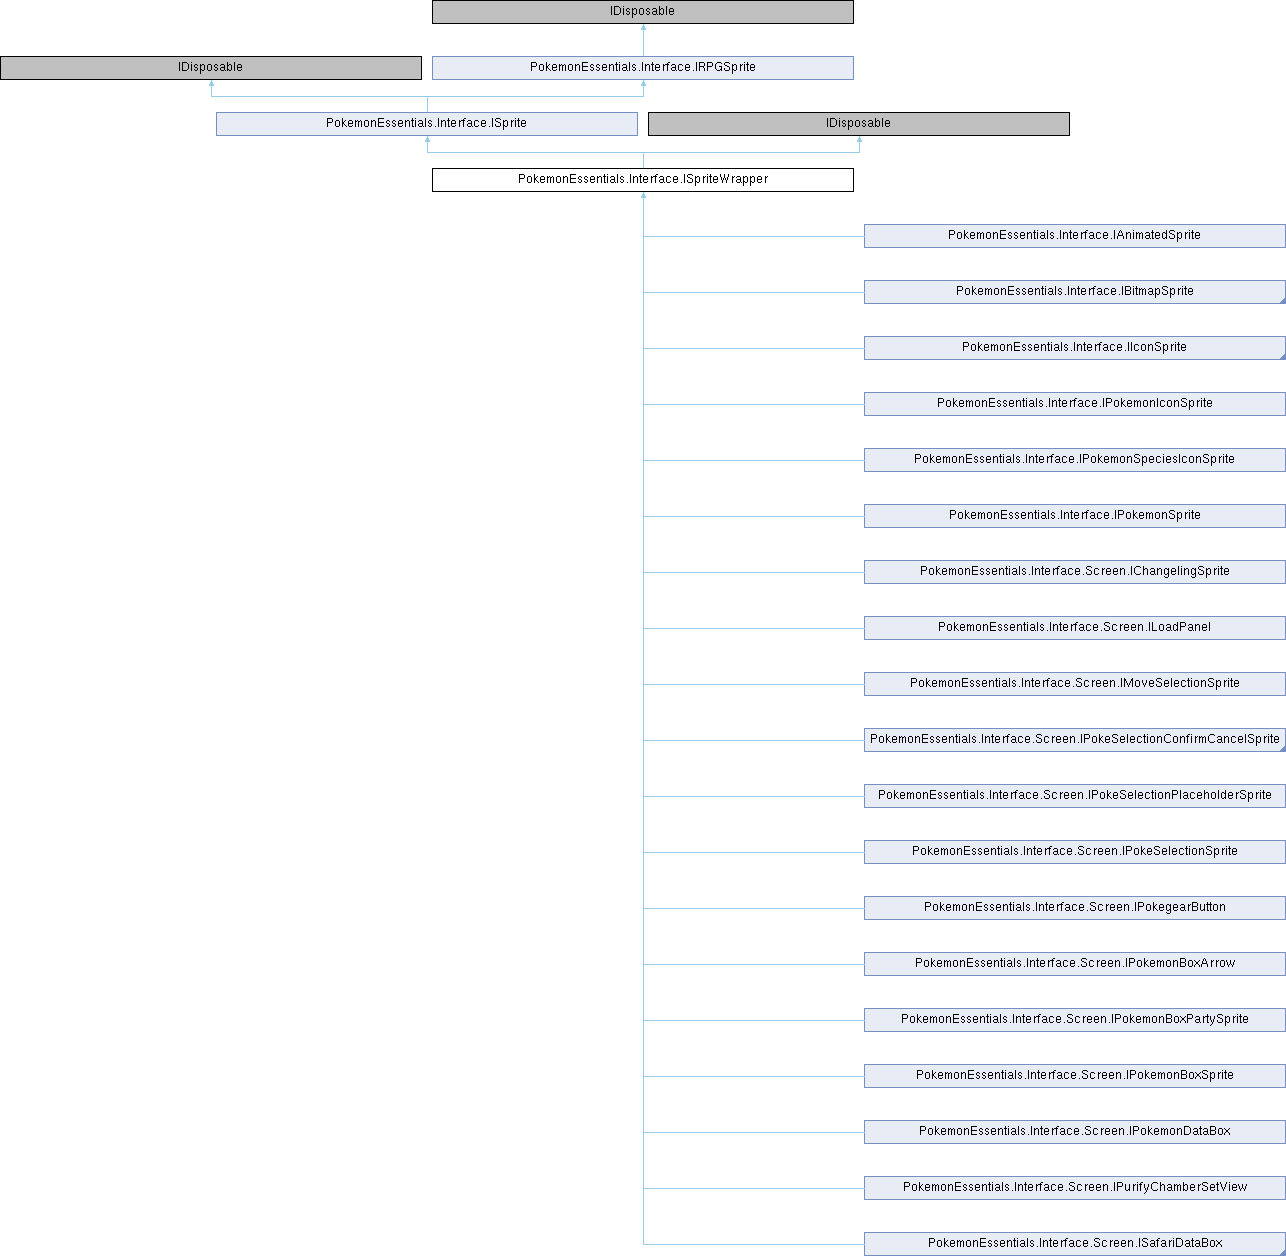 IDisposable
IDisposable
PokemonEssentials.Interface.IRPGSprite
PokemonEssentials.Interface.ISprite
IDisposable
PokemonEssentials.Interface.ISpriteWrapper
PokemonEssentials.Interface.IAnimatedSprite
PokemonEssentials.Interface.IBitmapSprite
PokemonEssentials.Interface.IIconSprite
PokemonEssentials.Interface.IPokemonIconSprite
PokemonEssentials.Interface.IPokemonSpeciesIconSprite
PokemonEssentials.Interface.IPokemonSprite
PokemonEssentials.Interface.Screen.IChangelingSprite
PokemonEssentials.Interface.Screen.ILoadPanel
PokemonEssentials.Interface.Screen.IMoveSelectionSprite
PokemonEssentials.Interface.Screen.IPokeSelectionConfirmCancelSprite
PokemonEssentials.Interface.Screen.IPokeSelectionPlaceholderSprite
PokemonEssentials.Interface.Screen.IPokeSelectionSprite
PokemonEssentials.Interface.Screen.IPokegearButton
PokemonEssentials.Interface.Screen.IPokemonBoxArrow
PokemonEssentials.Interface.Screen.IPokemonBoxPartySprite
PokemonEssentials.Interface.Screen.IPokemonBoxSprite
PokemonEssentials.Interface.Screen.IPokemonDataBox
PokemonEssentials.Interface.Screen.IPurifyChamberSetView
PokemonEssentials.Interface.Screen.ISafariDataBox